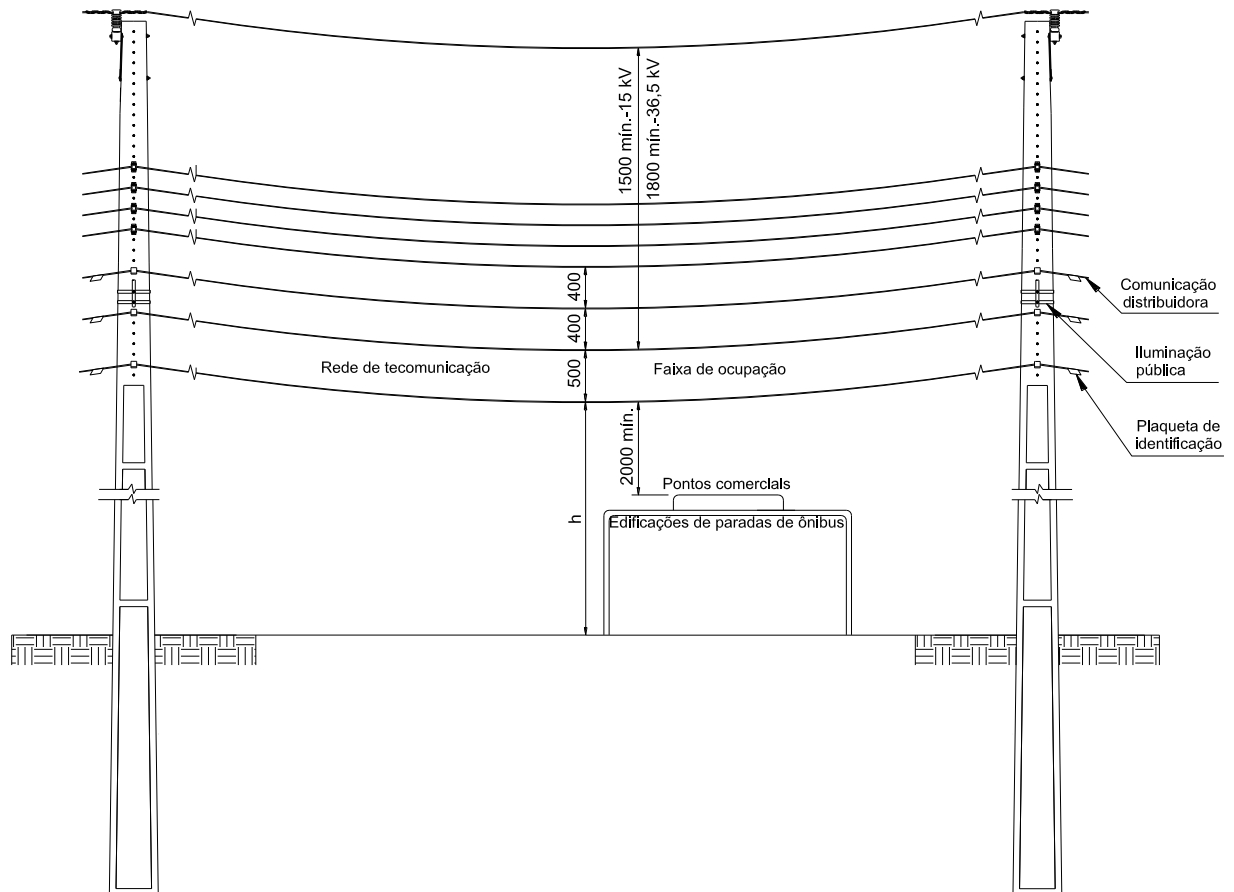 1500 mín.-15 kV
1800 mín.-36,5 kV
400
400
500
Comunicação
distribuidora
Iluminação
pública
Rede de tecomunicação
Faixa de ocupação
Plaqueta de
identificação
2000 mín.
h
Pontos comerciais
Edificações de paradas de ônibus